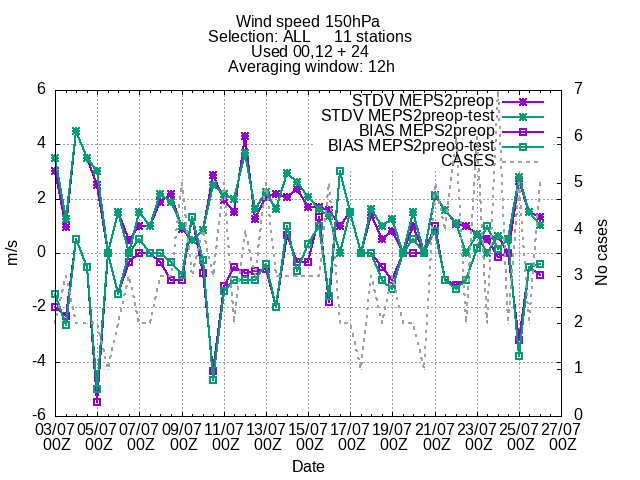 Wind speed 150hPa
Selection: ALL 11 stations
Used 00,12 + 24
Averaging window: 12h
STDV MEPS2preop
STDV MEPS2preop-test
BIAS MEPS2preop
BIAS MEPS2preop-test
CASES
6
4
2
0
-2
-4
-6
m/s
7
6
5
4
3
2
1
0
No cases
03/07 05/07 07/07 09/07 11/07 13/07 15/07 17/07 19/07 21/07 23/07 25/07 27/07
00Z 00Z 00Z 00Z 00Z 00Z 00Z 00Z 00Z 00Z 00Z 00Z 00Z
Date